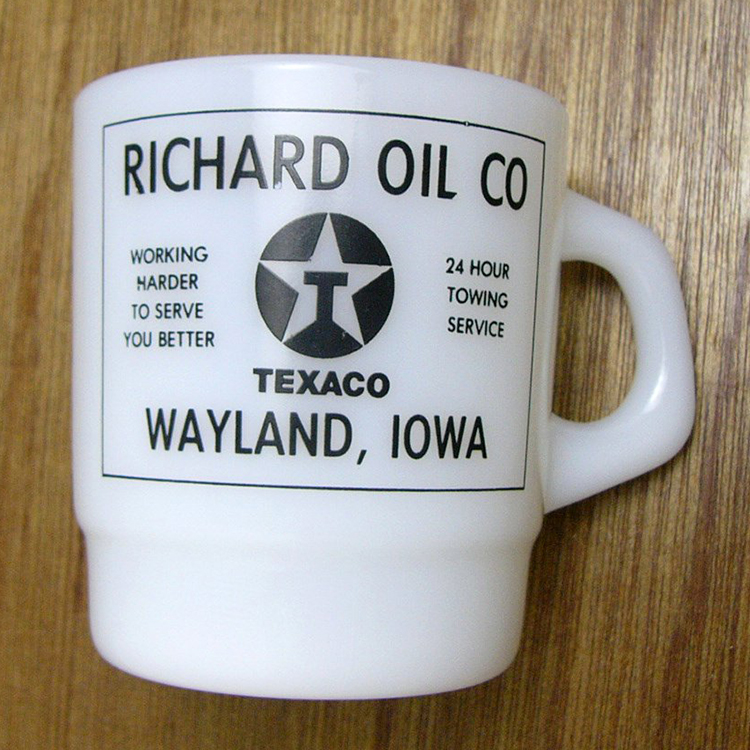 RICHARD OIL CO
WORKING
HARDER
TO SERVE
YOU BETTER
T
24 HOUR
TOWING
SERVICE
TEXACO
WAYLAND, IOWA